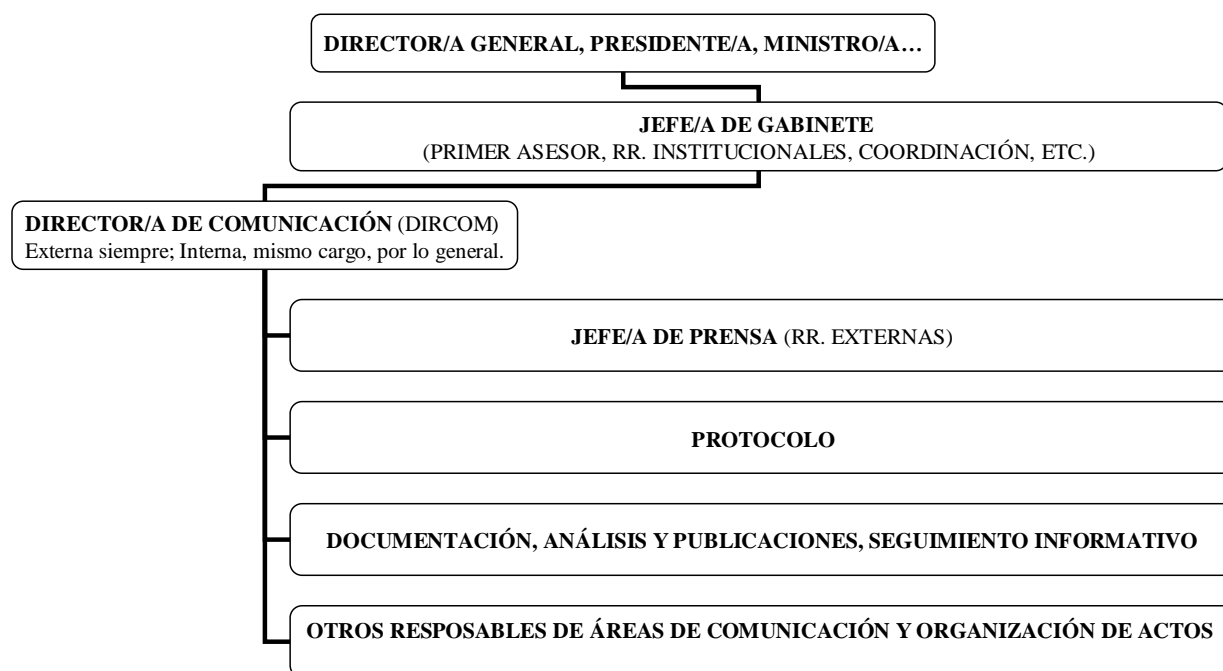 DIRECTOR/A GENERAL, PRESIDENTE/A, MINISTRO/A…
JEFE/A DE GABINETE
(PRIMER ASESOR, RR. INSTITUCIONALES, COORDINACIÓN, ETC.)
DIRECTOR/A DE COMUNICACIÓN (DIRCOM)
Externa siempre; Interna, mismo cargo, por lo general.
JEFE/A DE PRENSA (RR. EXTERNAS)
PROTOCOLO
DOCUMENTACIÓN, ANÁLISIS Y PUBLICACIONES, SEGUIMIENTO INFORMATIVO
OTROS RESPOSABLES DE ÁREAS DE COMUNICACIÓN Y ORGANIZACIÓN DE ACTOS